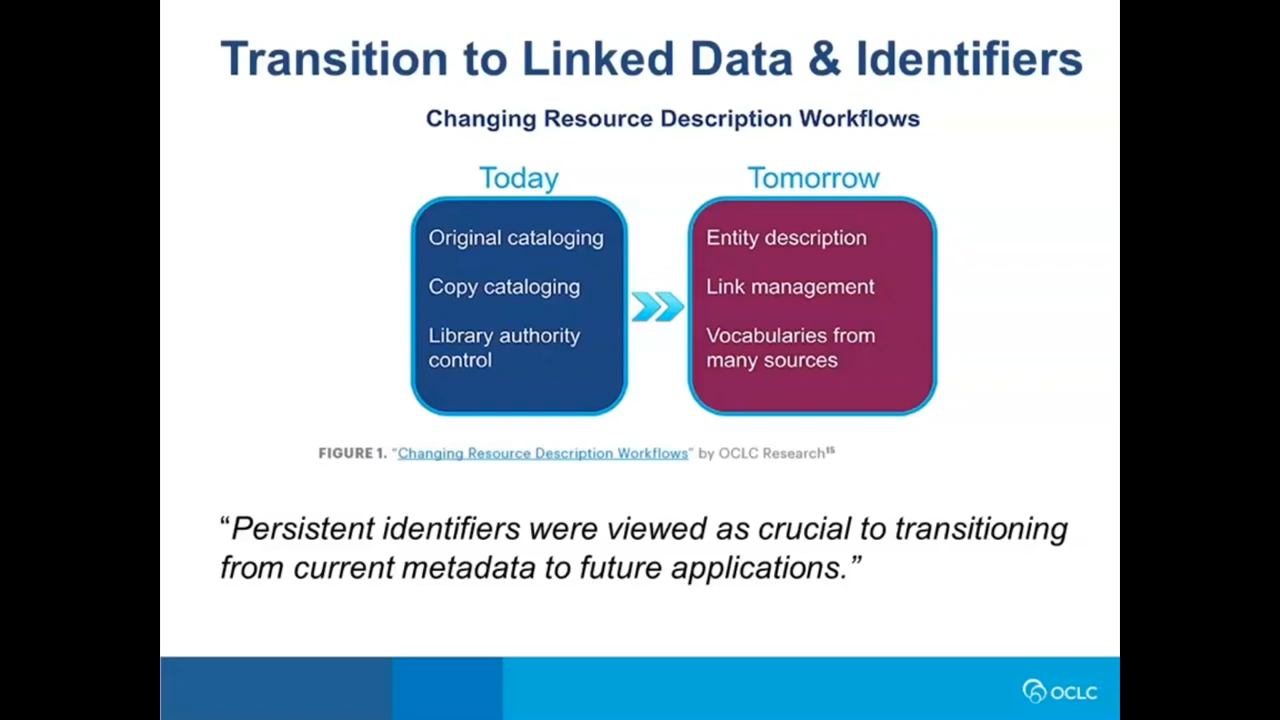 Transition to Linked Data & Identifiers
Changing Resource Description Workflows
Today
Original cataloging
Copy cataloging
Library authority
control
Tomorrow
Entity description
Link management
Vocabularies from
many sources
FIGURE 1. “Changing Resource Description Workflows” by OCLC Research¹⁵
“Persistent identifiers were viewed as crucial to transitioning
from current metadata to future applications.”
OCLC